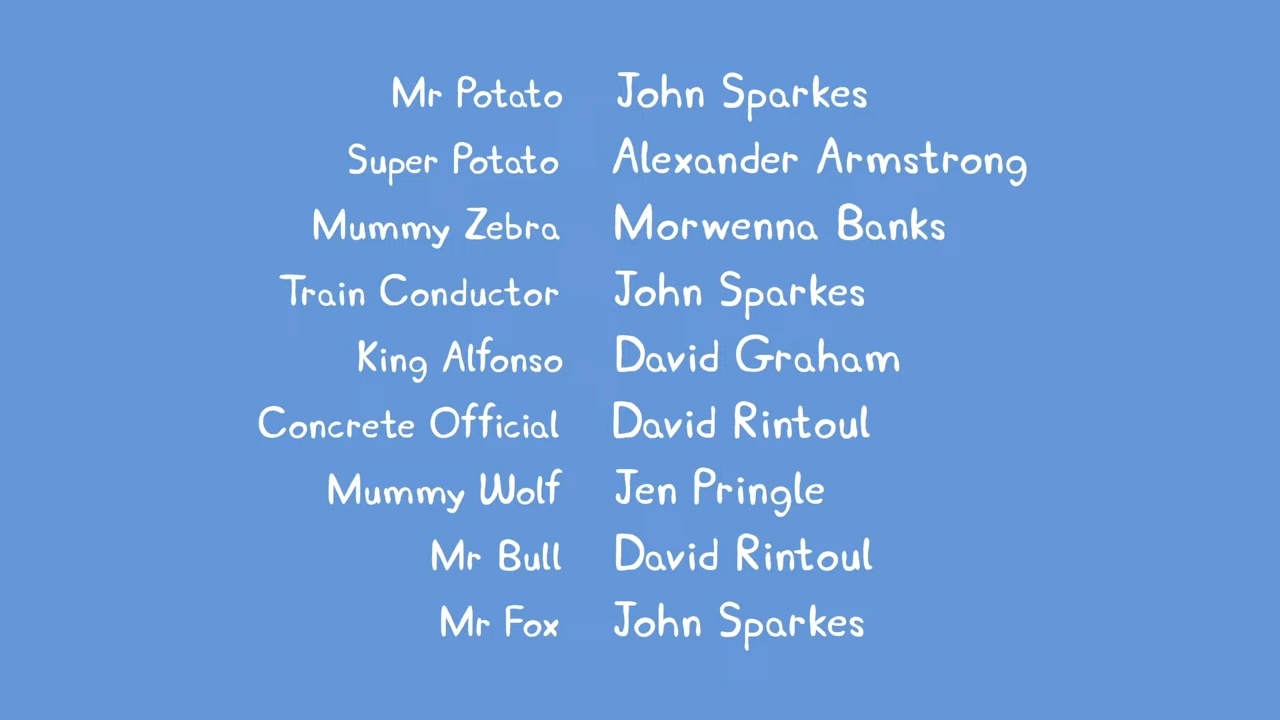 Mr Potato John Sparkes
Super Potato Alexander Armstrong
Mummy Zebra Morwenna Banks
Train Conductor John Sparkes
King Alfonso David Graham
Concrete Official David Rintoul
Mummy Wolf Jen Pringle
Mr Bull David Rintoul
Mr Fox John Sparkes